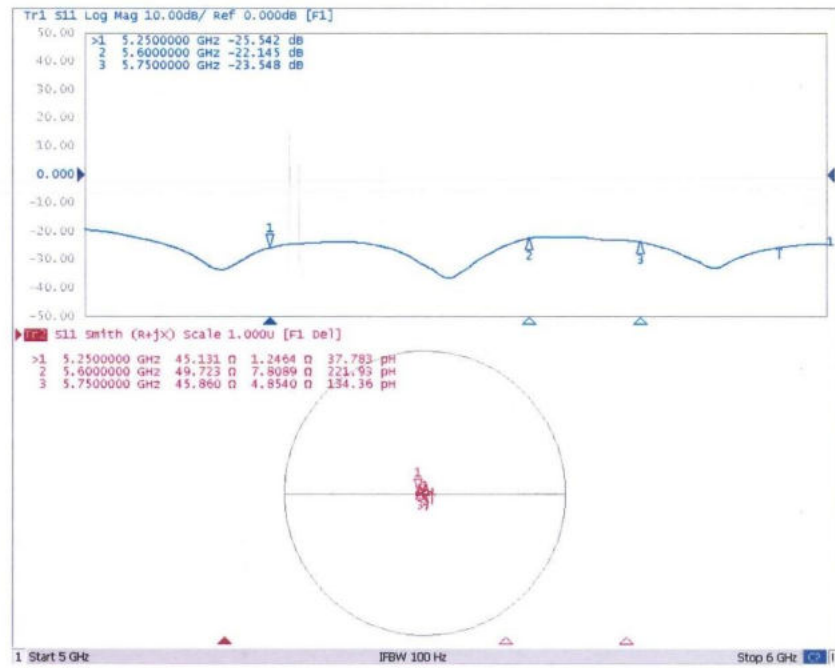 Tr1 S11 Log Mag 10.00dB/ Ref 0.000dB [F1]
50.00
40.00
30.00
20.00
10.00
0.000
-10.00
-20.00
-30.00
-40.00
-50.00
>1 5.2500000 GHz -25.542 dB
2 5.6000000 GHz -22.145 dB
3 5.7500000 GHz -23.548 dB
1
2
3
1
Tr2 S11 Smith (R+jX) Scale 1.000U [F1 Del]
>1 5.2500000 GHz 45.131 Ω 1.2464 Ω 37.783 pH
2 5.6000000 GHz 49.723 Ω 7.8089 Ω 221.93 pH
3 5.7500000 GHz 45.860 Ω 4.8540 Ω 134.36 pH
1
1 Start 5 GHz
IFBW 100 Hz
Stop 6 GHz